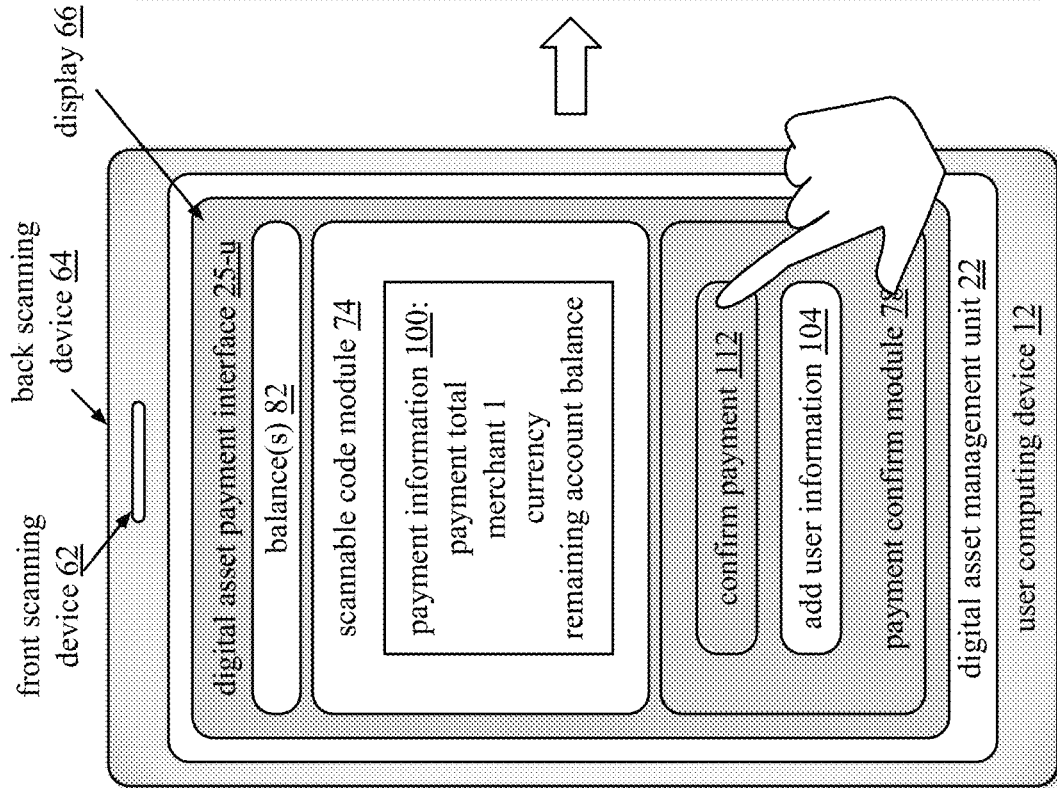 front scanning
device 62
back scanning
device 64
display 66
digital asset payment interface 25-u
balance(s) 82
scannable code module 74
payment information 100:
payment total
merchant 1
currency
remaining account balance
confirm payment 112
add user information 104
payment confirm module 78
digital asset management unit 22
user computing device 12